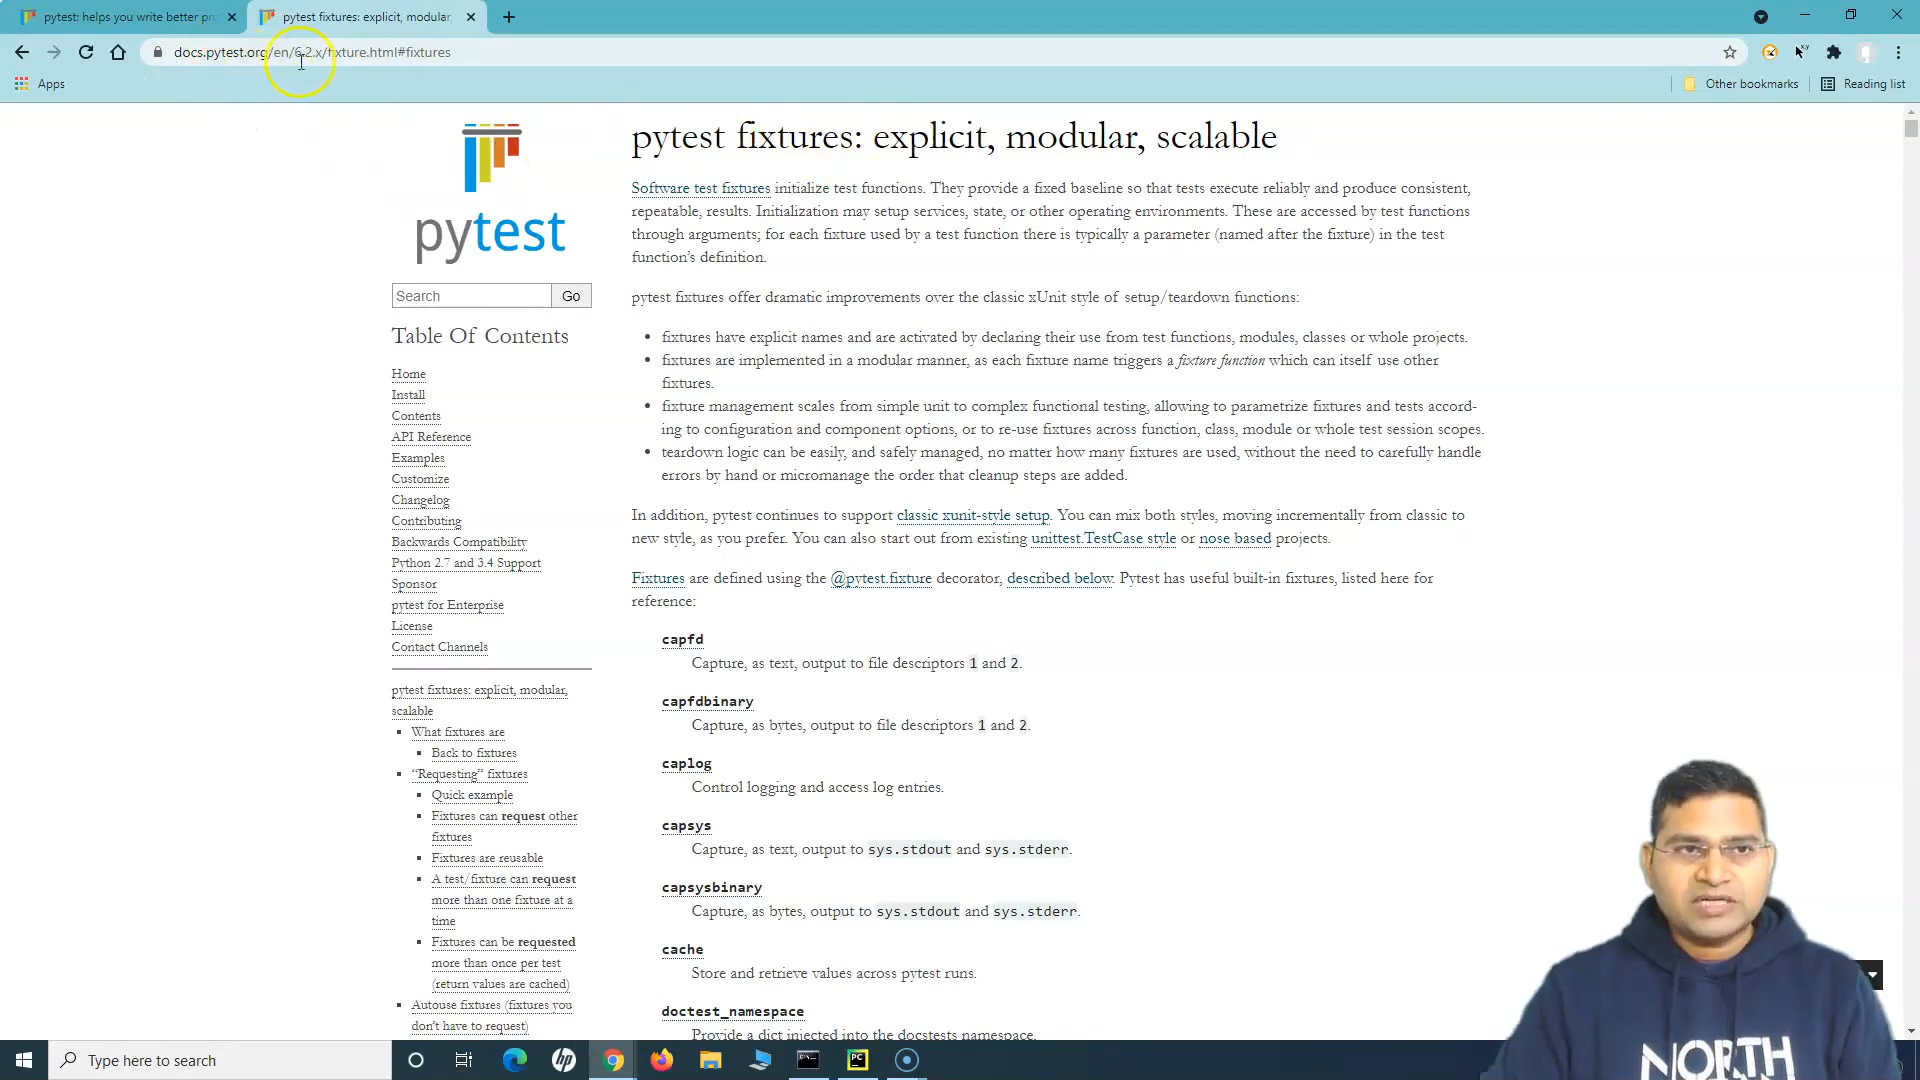 pytest: helps you write better pr
pytest fixtures: explicit, modular,
docs.pytest.org/en/6.2.x/fixture.html#fixtures
Apps
Other bookmarks
Reading list
pytest
Search
Go
Table Of Contents
Home
Install
Contents
API Reference
Examples
Customize
Changelog
Contributing
Backwards Compatibility
Python 2.7 and 3.4 Support
Sponsor
pytest for Enterprise
License
Contact Channels
pytest fixtures: explicit, modular,
scalable
What fixtures are
Back to fixtures
“Requesting” fixtures
Quick example
Fixtures can request other
fixtures
Fixtures are reusable
A test/fixture can request
more than one fixture at a
time
Fixtures can be requested
more than once per test
(return values are cached)
Autouse fixtures (fixtures you
don’t have to request)
pytest fixtures: explicit, modular, scalable
Software test fixtures initialize test functions. They provide a fixed baseline so that tests execute reliably and produce consistent,
repeatable, results. Initialization may setup services, state, or other operating environments. These are accessed by test functions
through arguments; for each fixture used by a test function there is typically a parameter (named after the fixture) in the test
function’s definition.
pytest fixtures offer dramatic improvements over the classic xUnit style of setup/teardown functions:
fixtures have explicit names and are activated by declaring their use from test functions, modules, classes or whole projects.
fixtures are implemented in a modular manner, as each fixture name triggers a fixture function which can itself use other
fixtures.
fixture management scales from simple unit to complex functional testing, allowing to parametrize fixtures and tests accord-
ing to configuration and component options, or to re-use fixtures across function, class, module or whole test session scopes.
teardown logic can be easily, and safely managed, no matter how many fixtures are used, without the need to carefully handle
errors by hand or micromanage the order that cleanup steps are added.
In addition, pytest continues to support classic xunit-style setup. You can mix both styles, moving incrementally from classic to
new style, as you prefer. You can also start out from existing unittest.TestCase style or nose based projects.
Fixtures are defined using the @pytest.fixture decorator, described below. Pytest has useful built-in fixtures, listed here for
reference:
capfd
Capture, as text, output to file descriptors 1 and 2.
capfdbinary
Capture, as bytes, output to file descriptors 1 and 2.
caplog
Control logging and access log entries.
capsys
Capture, as text, output to sys.stdout and sys.stderr.
capsysbinary
Capture, as bytes, output to sys.stdout and sys.stderr.
cache
Store and retrieve values across pytest runs.
doctest_namespace
Provide a dict injected into the docstests namespace.
NORTH
Type here to search
hp
PC